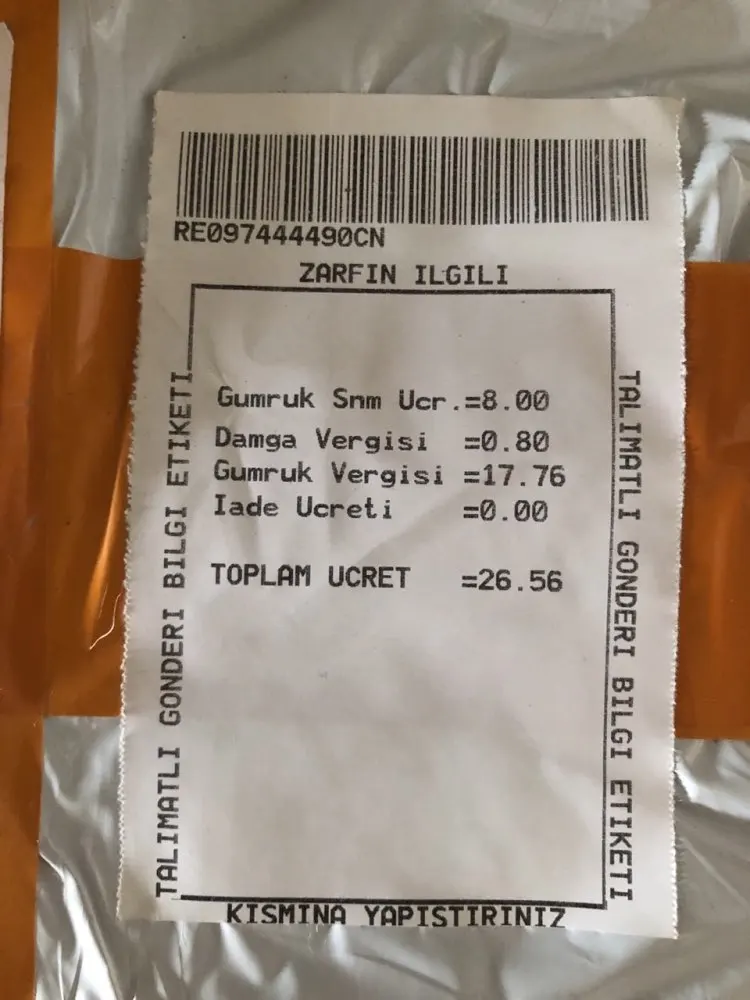 RE097444490CN
ZARFIN ILGILI
TALIMATLI GONDERI BILGI ETIKETI
Gumruk Snm Ucr.=8.00
Damga Vergisi =0.80
Gumruk Vergisi =17.76
Iade Ucreti =0.00
TOPLAM UCRET =26.56
TALIMATLI GONDERI BILGI ETIKETI
KISMINA YAPISTIRINIZ